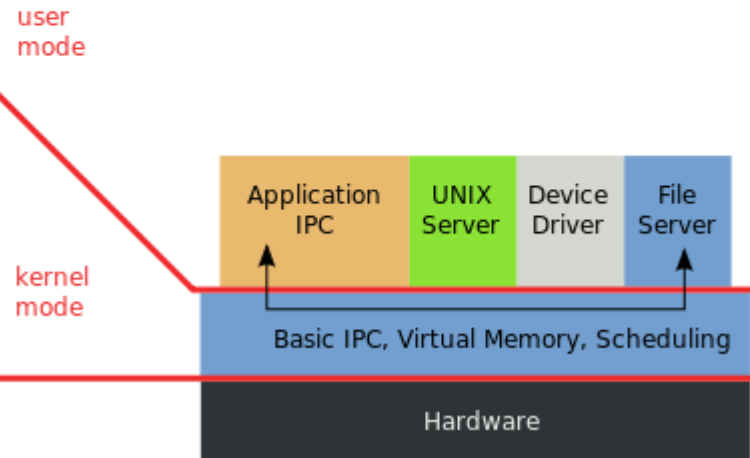 user
mode
Application
IPC
UNIX
Server
Device
Driver
File
Server
kernel
mode
Basic IPC, Virtual Memory, Scheduling
Hardware